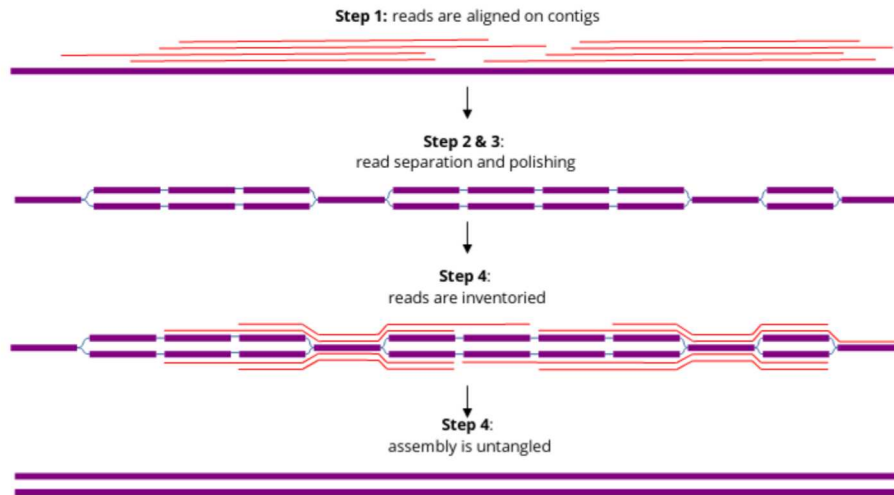 Step 1: reads are aligned on contigs
Step 2 & 3:
read separation and polishing
Step 4:
reads are inventoried
Step 4:
assembly is untangled